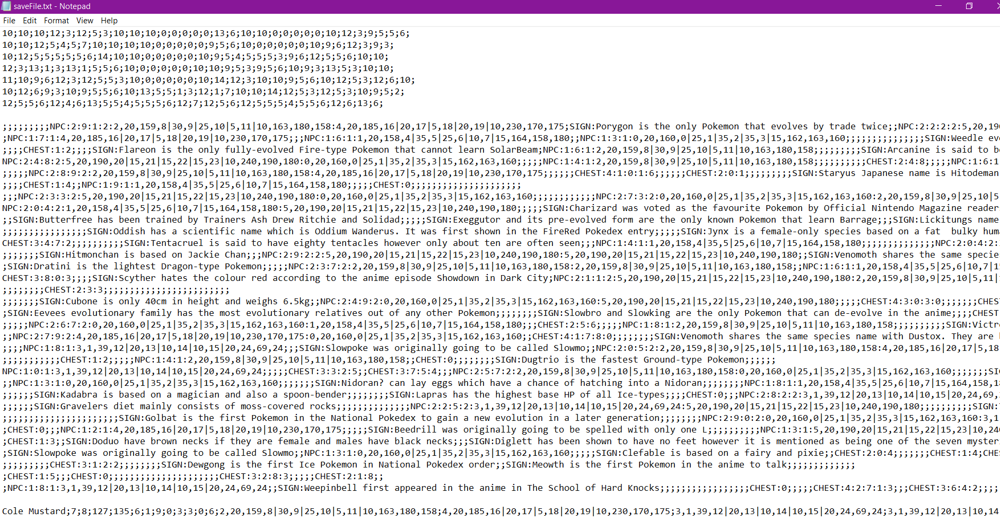 saveFile.txt - Notepad
File Edit Format View Help
10;10;10;12;3;12;5;3;10;10;10;0;0;0;0;0;13;6;10;10;0;0;0;0;0;10;12;3;9;5;5;6;
10;10;12;5;4;5;7;10;10;10;10;0;0;0;0;0;9;5;6;10;0;0;0;0;0;10;9;6;12;3;9;3;
10;12;5;5;5;5;5;6;14;10;10;0;0;0;0;0;10;9;5;4;5;5;5;3;9;6;12;5;5;6;10;10;
12;3;13;1;3;13;1;5;5;6;10;0;0;0;0;0;10;10;9;5;3;9;5;6;10;9;3;13;5;3;10;10;
11;10;9;6;12;3;12;5;5;3;10;0;0;0;0;0;10;14;12;3;10;10;9;5;6;10;12;5;3;12;6;10;
10;12;6;9;3;10;9;5;5;6;10;13;5;5;1;3;12;1;7;10;10;14;12;5;3;12;5;3;10;9;5;2;
12;5;5;6;12;4;6;13;5;5;4;5;5;5;6;12;7;12;5;6;12;5;5;5;4;5;5;6;12;6;13;6;
;;;;;;;;;NPC:2:9:1:2:2,20,159,8|30,9|25,10|5,11|10,163,180,158:4,20,185,16|20,17|5,18|20,19|10,230,170,175;SIGN:Porygon is the only Pokemon that evolves by trade twice;;NPC:2:2:2:2:5,20,19
;NPC:1:7:1:4,20,185,16|20,17|5,18|20,19|10,230,170,175;;;NPC:1:6:1:1,20,158,4|35,5|25,6|10,7|15,164,158,180;;NPC:1:3:1:0,20,160,0|25,1|35,2|35,3|15,162,163,160;;;;;;;;;;;;;;;SIGN:Weedle ev
;;;;CHEST:1:2;;;;SIGN:Flareon is the only fully-evolved Fire-type Pokemon that cannot learn SolarBeam;NPC:1:6:1:2,20,159,8|30,9|25,10|5,11|10,163,180,158;;;;;;;;;SIGN:Arcanine is said to b
NPC:2:4:8:2:5,20,190,20|15,21|15,22|15,23|10,240,190,180:0,20,160,0|25,1|35,2|35,3|15,162,163,160;;;;;NPC:1:4:1:2,20,159,8|30,9|25,10|5,11|10,163,180,158;;;;;;;;;;CHEST:2:4:8;;;;;NPC:1:6:1
;;;;;NPC:2:8:9:2:2,20,159,8|30,9|25,10|5,11|10,163,180,158:4,20,185,16|20,17|5,18|20,19|10,230,170,175;;;;;;CHEST:4:1:0:1:6;;;;;;CHEST:2:0:1;;;;;;;;;SIGN:Staryus Japanese name is Hitodeman
;;;;CHEST:1:4;;NPC:1:9:1:1,20,158,4|35,5|25,6|10,7|15,164,158,180;;;;;CHEST:0;;;;;;;;;;;;;;;;;;;;;
;;;NPC:2:3:3:2:5,20,190,20|15,21|15,22|15,23|10,240,190,180:0,20,160,0|25,1|35,2|35,3|15,162,163,160;;;;;;;;;;;;NPC:2:7:3:2:0,20,160,0|25,1|35,2|35,3|15,162,163,160:2,20,159,8|30,9|25,10|5
NPC:2:0:4:2:1,20,158,4|35,5|25,6|10,7|15,164,158,180:5,20,190,20|15,21|15,22|15,23|10,240,190,180;;;;;SIGN:Charizard was voted as the favourite Pokemon by Official Nintendo Magazine reader
;;SIGN:Butterfree has been trained by Trainers Ash Drew Ritchie and Solidad;;;;;SIGN:Exeggutor and its pre-evolved form are the only known Pokemon that learn Barrage;;;SIGN:Lickitungs name
;;;;;;;;;;;;;;;;SIGN:Oddish has a scientific name which is Oddium Wanderus. It was first shown in the FireRed Pokedex entry;;;;;SIGN:Jynx is a female-only species based on a fat  bulky hum
CHEST:3:4:7:2;;;;;;;;;;SIGN:Tentacruel is said to have eighty tentacles however only about ten are often seen;;;NPC:1:4:1:1,20,158,4|35,5|25,6|10,7|15,164,158,180;;;;;;;;;;;;;;NPC:2:0:4:2:
;;;;;;;SIGN:Hitmonchan is based on Jackie Chan;;;NPC:2:9:2:2:5,20,190,20|15,21|15,22|15,23|10,240,190,180:5,20,190,20|15,21|15,22|15,23|10,240,190,180;;SIGN:Venomoth shares the same specie
;SIGN:Dratini is the lightest Dragon-type Pokemon;;;;;NPC:2:3:7:2:2,20,159,8|30,9|25,10|5,11|10,163,180,158:2,20,159,8|30,9|25,10|5,11|10,163,180,158;;NPC:1:6:1:1,20,158,4|35,5|25,6|10,7|1
CHEST:3:8:0:3;;;;SIGN:Scyther hates the colour red according to the anime episode Showdown in Dark City;NPC:2:1:1:2:5,20,190,20|15,21|15,22|15,23|10,240,190,180:2,20,159,8|30,9|25,10|5,11|
;;;;;;;;CHEST:2:3:3;;;;;;;;;;;;;;;;;;;;;;;;
;;;;;;;SIGN:Cubone is only 40cm in height and weighs 6.5kg;;NPC:2:4:9:2:0,20,160,0|25,1|35,2|35,3|15,162,163,160:5,20,190,20|15,21|15,22|15,23|10,240,190,180;;;;;CHEST:4:3:0:3:0;;;;;;;CHES
;SIGN:Eevees evolutionary family has the most evolutionary relatives out of any other Pokemon;;;;;;;;SIGN:Slowbro and Slowking are the only Pokemon that can de-evolve in the anime;;;;CHEST
;;;;;NPC:2:6:7:2:0,20,160,0|25,1|35,2|35,3|15,162,163,160:1,20,158,4|35,5|25,6|10,7|15,164,158,180;;;CHEST:2:5:6;;;;;NPC:1:8:1:2,20,159,8|30,9|25,10|5,11|10,163,180,158;;;;;;;;;;SIGN:Victr
;;NPC:2:7:9:2:4,20,185,16|20,17|5,18|20,19|10,230,170,175:0,20,160,0|25,1|35,2|35,3|15,162,163,160;;CHEST:4:1:7:8:0;;;;;;;;SIGN:Venomoth shares the same species name with Dustox. They are
;;;;NPC:1:8:1:3,1,39,12|20,13|10,14|10,15|20,24,69,24;;;SIGN:Slowpoke was originally going to be called Slowmo;;NPC:2:0:5:2:2,20,159,8|30,9|25,10|5,11|10,163,180,158:4,20,185,16|20,17|5,18
;;;;;;;;;;;CHEST:1:2;;;;;NPC:1:4:1:2,20,159,8|30,9|25,10|5,11|10,163,180,158;;CHEST:0;;;;;;;;SIGN:Dugtrio is the fastest Ground-type Pokemon;;;;;;
NPC:1:0:1:3,1,39,12|20,13|10,14|10,15|20,24,69,24;;;;;CHEST:3:3:2:5;;CHEST:3:7:5:4;;;NPC:2:5:7:2:2,20,159,8|30,9|25,10|5,11|10,163,180,158:0,20,160,0|25,1|35,2|35,3|15,162,163,160;;;;;;;SI
;;NPC:1:3:1:0,20,160,0|25,1|35,2|35,3|15,162,163,160;;;;;;;SIGN:Nidoran? can lay eggs which have a chance of hatching into a Nidoran;;;;;;;;NPC:1:8:1:1,20,158,4|35,5|25,6|10,7|15,164,158,1
;;;;;;SIGN:Kadabra is based on a magician and also a spoon-bender;;;;;;;;SIGN:Lapras has the highest base HP of all Ice-types;;;;CHEST:0;;;NPC:2:8:2:2:3,1,39,12|20,13|10,14|10,15|20,24,69,
;;;;;;SIGN:Gravelers diet mainly consists of moss-covered rocks;;;;;;;;;;;;;;NPC:2:2:5:2:3,1,39,12|20,13|10,14|10,15|20,24,69,24:5,20,190,20|15,21|15,22|15,23|10,240,190,180;;;;;;;;;;SIGN:
;;;;;;;;;;;;;;;;;;;;;;SIGN:Golbat is the first Pokemon in the National Pokedex to gain a new evolution in a later generation;;;;;;;;NPC:2:9:0:2:0,20,160,0|25,1|35,2|35,3|15,162,163,160:3,1
;CHEST:0;;;NPC:1:2:1:4,20,185,16|20,17|5,18|20,19|10,230,170,175;;;;;SIGN:Beedrill was originally going to be spelled with only one L;;;;;;;;;;NPC:1:3:1:5,20,190,20|15,21|15,22|15,23|10,24
;CHEST:1:3;;SIGN:Doduo have brown necks if they are female and males have black necks;;;SIGN:Diglett has been shown to have no feet however it is mentioned as being one of the seven myster
;SIGN:Slowpoke was originally going to be called Slowmo;;NPC:1:3:1:0,20,160,0|25,1|35,2|35,3|15,162,163,160;;;;;SIGN:Clefable is based on a fairy and pixie;;CHEST:2:0:4;;;;;;;CHEST:1:4;CHE
;;;;;;;;;CHEST:3:1:2:2;;;;;;;;SIGN:Dewgong is the first Ice Pokemon in National Pokedex order;;SIGN:Meowth is the first Pokemon in the anime to talk;;;;;;;;;;;;;
;CHEST:1:5;;;CHEST:0;;;;;;;;;;;;;;;;;;;;;CHEST:3:2:8:3;;;;;CHEST:2:1:8;;
;NPC:1:8:1:3,1,39,12|20,13|10,14|10,15|20,24,69,24;;SIGN:Weepinbell first appeared in the anime in The School of Hard Knocks;;;;;;;;;;;;;;;;;CHEST:0;;;;;CHEST:4:2:7:1:3;;;CHEST:3:6:4:2;;;;
Cole Mustard;7;8;127;135;6;1;9;0;3;3;0;6;2,20,159,8|30,9|25,10|5,11|10,163,180,158;4,20,185,16|20,17|5,18|20,19|10,230,170,175;3,1,39,12|20,13|10,14|10,15|20,24,69,24;3,1,39,12|20,13|10,14